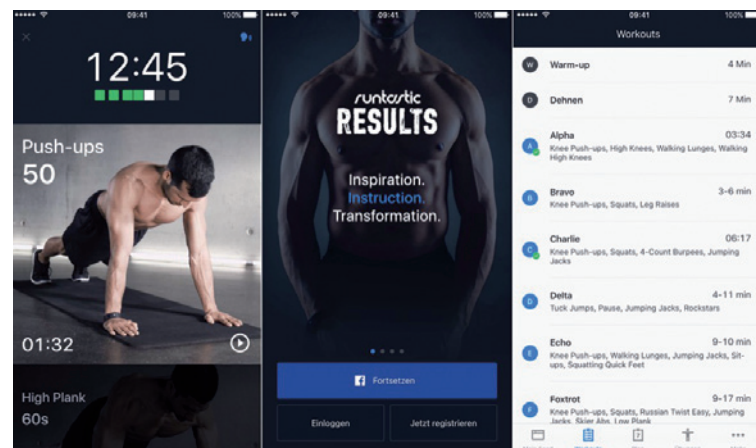 09:41
100%
12:45
Push-ups
50
01:32
High Plank
60s
09:41
100%
runtastic
RESULTS
Inspiration.
Instruction.
Transformation.
Fortsetzen
Einloggen
Jetzt registrieren
09:41
100%
Workouts
W Warm-up 4 Min
D Dehnen 7 Min
Alpha 03:34
A
Knee Push-ups, High Knees, Walking Lunges, Walking
High Knees
Bravo 3-6 min
B
Knee Push-ups, Squats, Leg Raises
Charlie 06:17
C
Knee Push-ups, Squats, 4-Count Burpees, Jumping
Jacks
Delta 4-11 min
D
Tuck Jumps, Pause, Jumping Jacks, Rockstars
Echo 9-10 min
E
Knee Push-ups, Walking Lunges, Jumping Jacks, Sit-
ups, Squatting Quick Feet
Foxtrot 9-17 min
F
Knee Push-ups, Squats, Russian Twist Easy, Jumping
Jacks, Skier Abs, Low Plank